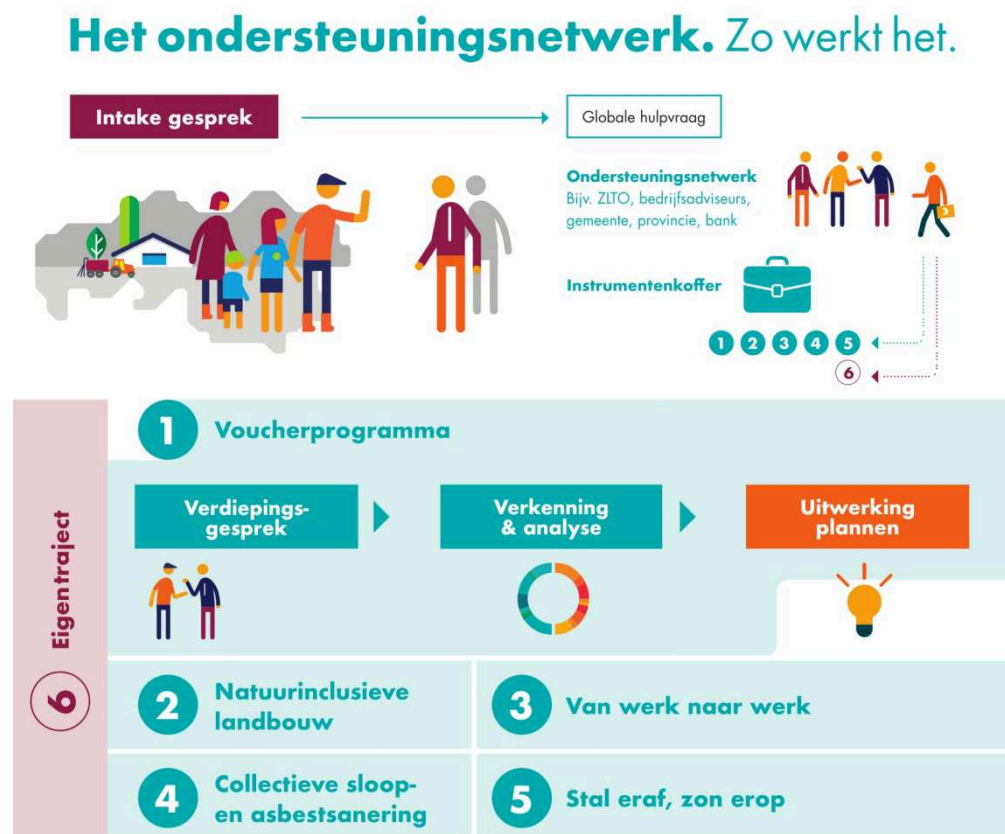 Het ondersteuningsnetwerk. Zo werkt het.
Intake gesprek
Globale hulpvraag
Ondersteuningsnetwerk
Bijv. ZLTO, bedrijfsadviseurs,
gemeente, provincie, bank
Instrumentenkoffer
1 2 3 4 5
6
1 Voucherprogramma
Verdiepings-
gesprek
Verkenning
& analyse
Uitwerking
plannen
6 Eigen traject
2 Natuurinclusieve
landbouw
3 Van werk naar werk
4 Collectieve sloop-
en asbestsanering
5 Stal eraf, zon erop